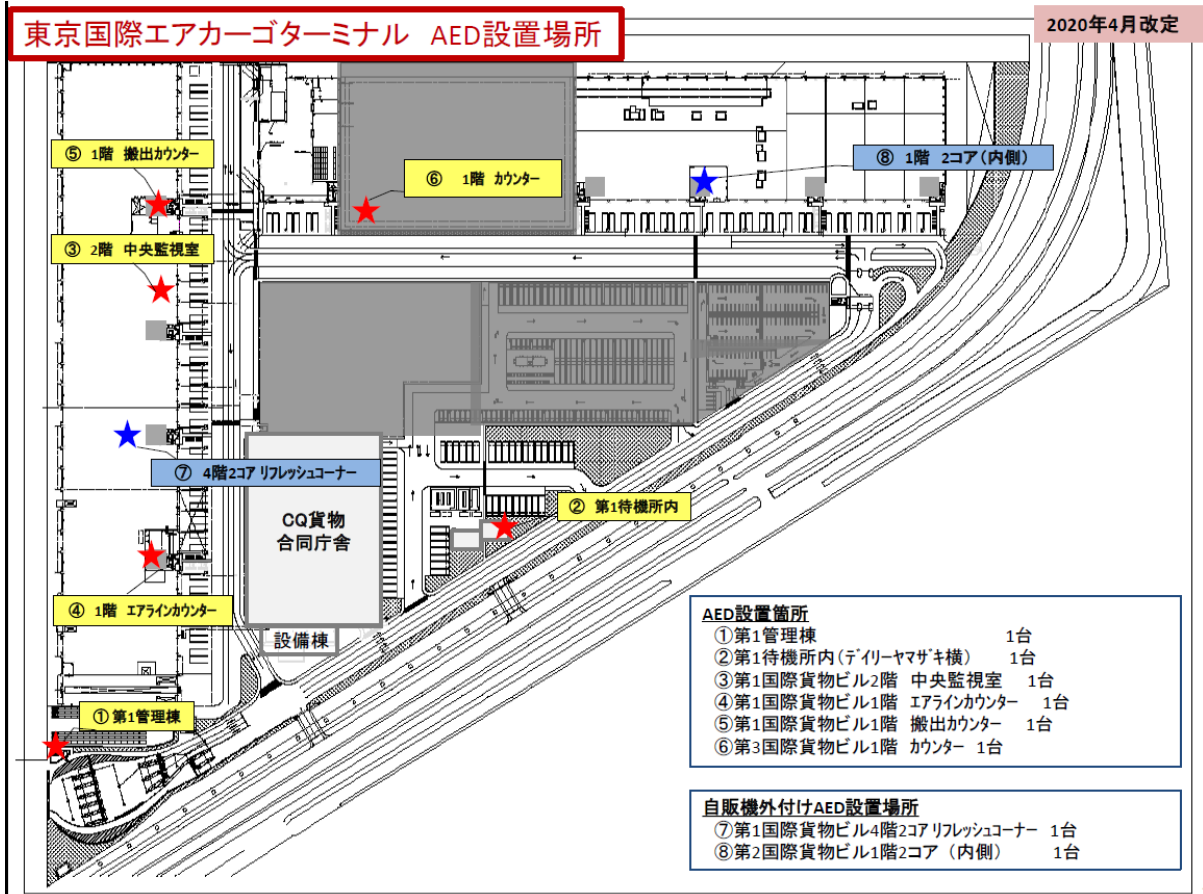 東京国際エアカーゴターミナル AED設置場所
2020年4月改定
⑤ 1階 搬出カウンター
⑥ 1階 カウンター
⑧ 1階 2コア(内側)
③ 2階 中央監視室
⑦ 4階2コア リフレッシュコーナー
② 第1待機所内
CQ貨物
合同庁舎
④ 1階 エアラインカウンター
設備棟
①第1管理棟
AED設置箇所
①第1管理棟 1台
②第1待機所内(デイリーヤマザキ横) 1台
③第1国際貨物ビル2階 中央監視室 1台
④第1国際貨物ビル1階 エアラインカウンター 1台
⑤第1国際貨物ビル1階 搬出カウンター 1台
⑥第3国際貨物ビル1階 カウンター 1台
自販機外付けAED設置場所
⑦第1国際貨物ビル4階2コアリフレッシュコーナー 1台
⑧第2国際貨物ビル1階2コア (内側) 1台